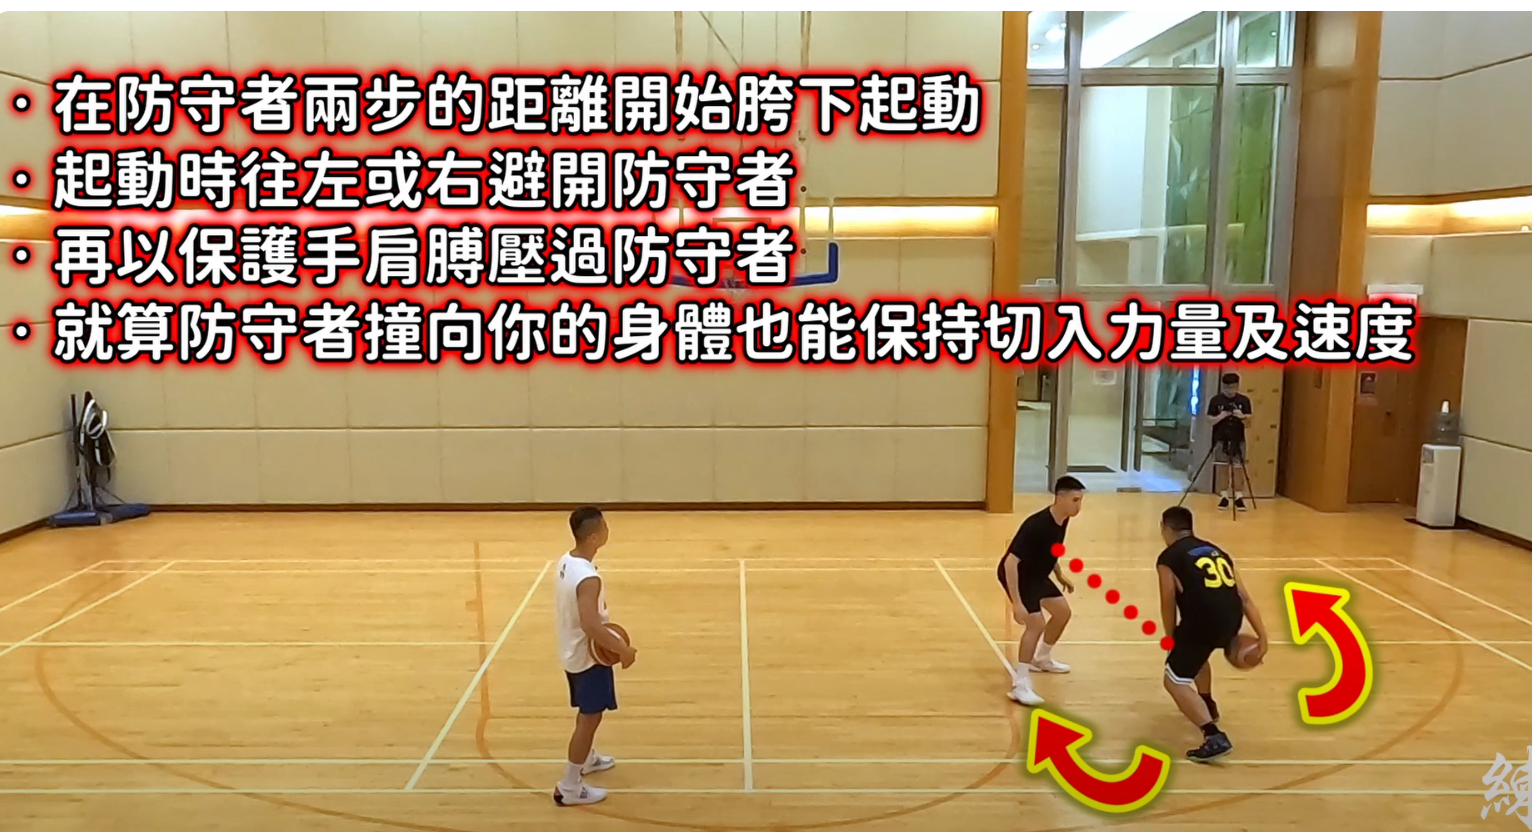 ・在防守者兩步的距離開始胯下起動
・起動時往左或右避開防守者
・再以保護手肩膊壓過防守者
・就算防守者撞向你的身體也能保持切入力量及速度
30
練